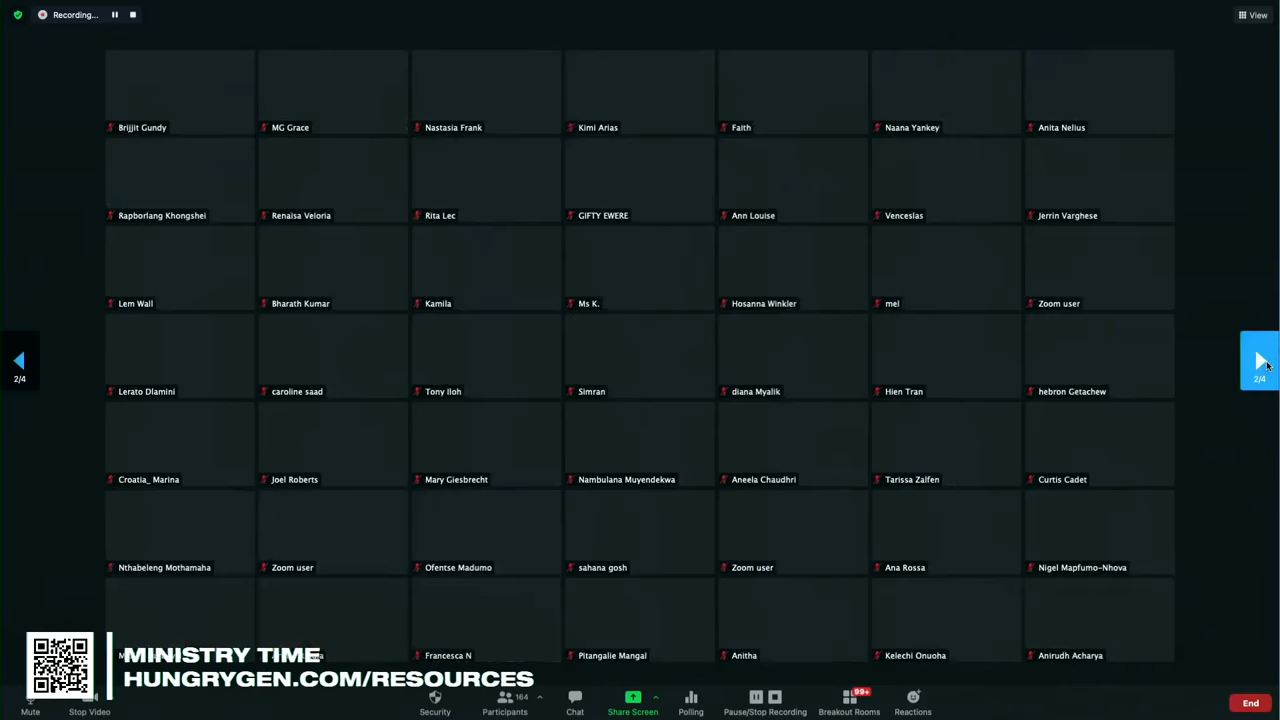 Recording...
View
Brijjit Gundy
MG Grace
Nastasia Frank
Kimi Arias
Faith
Naana Yankey
Anita Nelius
Rapborlang Khongshei
Renaisa Veloria
Rita Lec
GIFTY EWERE
Ann Louise
Venceslas
Jerrin Varghese
Lem Wall
Bharath Kumar
Kamila
Ms K.
Hosanna Winkler
mel
Zoom user
2/4
2/4
Lerato Dlamini
caroline saad
Tony Iloh
Simran
diana Myalik
Hien Tran
hebron Getachew
Croatia_ Marina
Joel Roberts
Mary Giesbrecht
Nambulana Muyendekwa
Aneela Chaudhri
Tarissa Zalfen
Curtis Cadet
Nthabeleng Mothamaha
Zoom user
Ofentse Madumo
sahana gosh
Zoom user
Ana Rossa
Nigel Mapfumo-Nhova
Francesca N
Pitangalie Mangal
Anitha
Kelechi Onuoha
Anirudh Acharya
MINISTRY TIME
HUNGRYGEN.COM/RESOURCES
Mute
Stop Video
Security
164
Participants
Chat
Share Screen
Polling
Pause/Stop Recording
99+
Breakout Rooms
Reactions
End